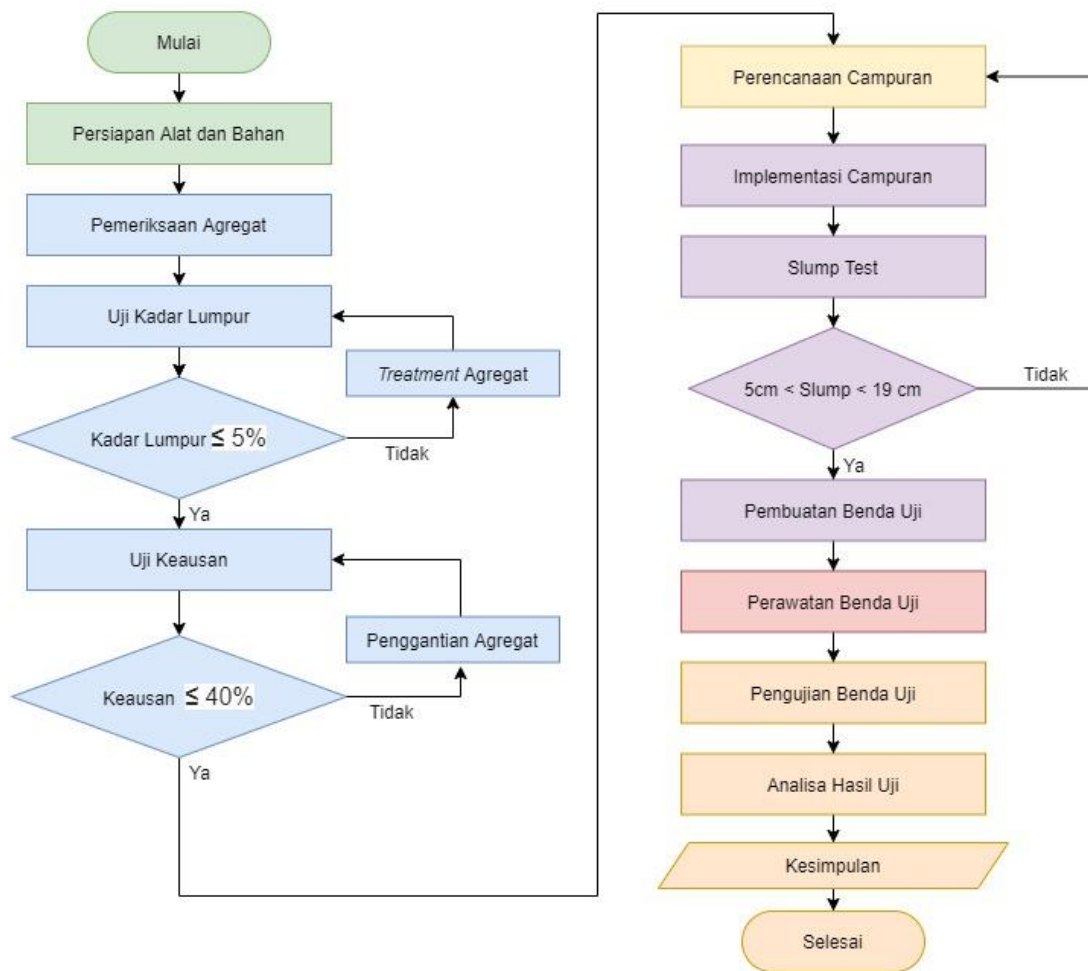 Mulai
Persiapan Alat dan Bahan
Pemeriksaan Agregat
Uji Kadar Lumpur
Treatment Agregat
Kadar Lumpur ≤ 5%
Tidak
Ya
Uji Keausan
Penggantian Agregat
Keausan ≤ 40%
Tidak
Ya
Perencanaan Campuran
Implementasi Campuran
Slump Test
5cm < Slump < 19 cm
Tidak
Ya
Pembuatan Benda Uji
Perawatan Benda Uji
Pengujian Benda Uji
Analisa Hasil Uji
Kesimpulan
Selesai